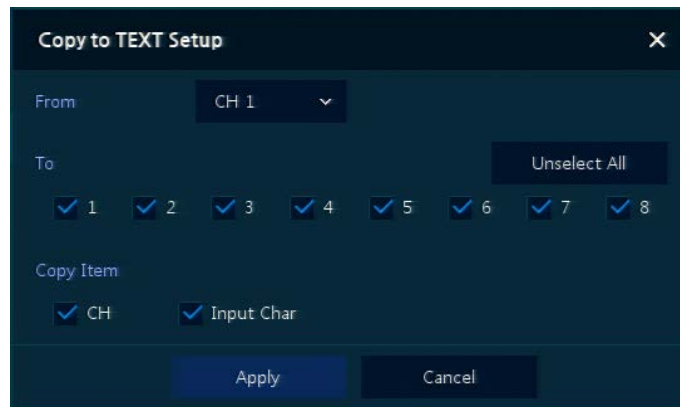 Copy to TEXT Setup
From CH 1
To Unselect All
1 2 3 4 5 6 7 8
Copy Item
CH Input Char
Apply Cancel